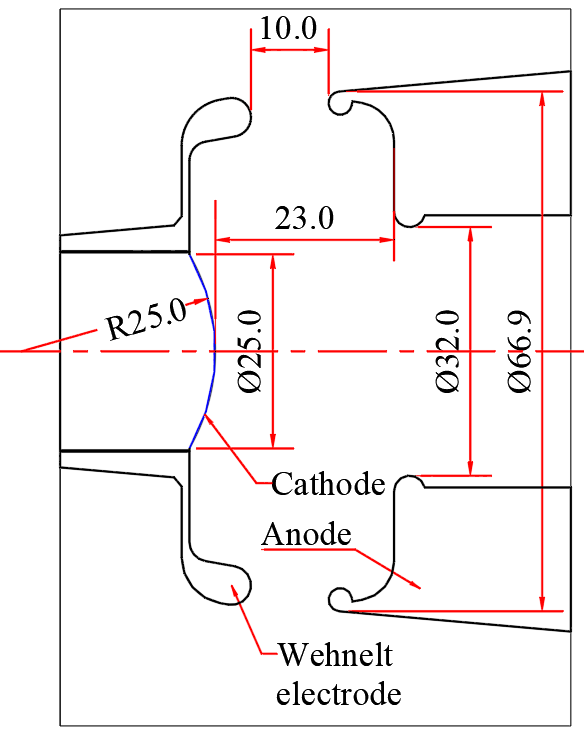 10.0
23.0
R25.0
Ø25.0
Ø32.0
Ø66.9
Cathode
Anode
Wehnelt
electrode